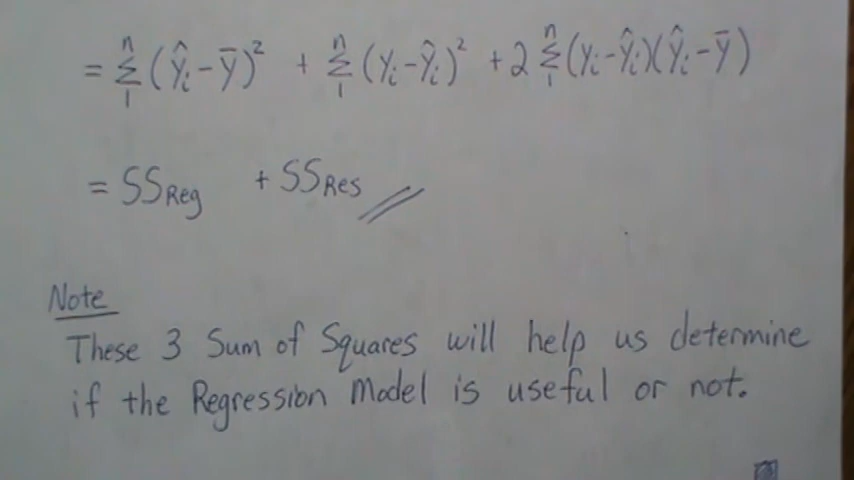 = Σ₁ⁿ (ŷᵢ - ȳ)² + Σ₁ⁿ (yᵢ - ŷᵢ)² + 2 Σ₁ⁿ (yᵢ - ŷᵢ)(ŷᵢ - ȳ)
= SS_Reg + SS_Res //
Note
These 3 Sum of Squares will help us determine
if the Regression Model is useful or not.